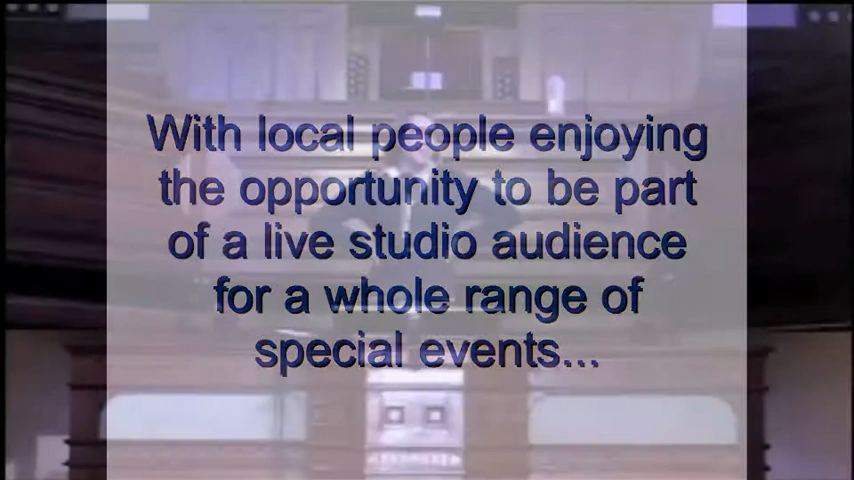 With local people enjoying
the opportunity to be part
of a live studio audience
for a whole range of
special events...